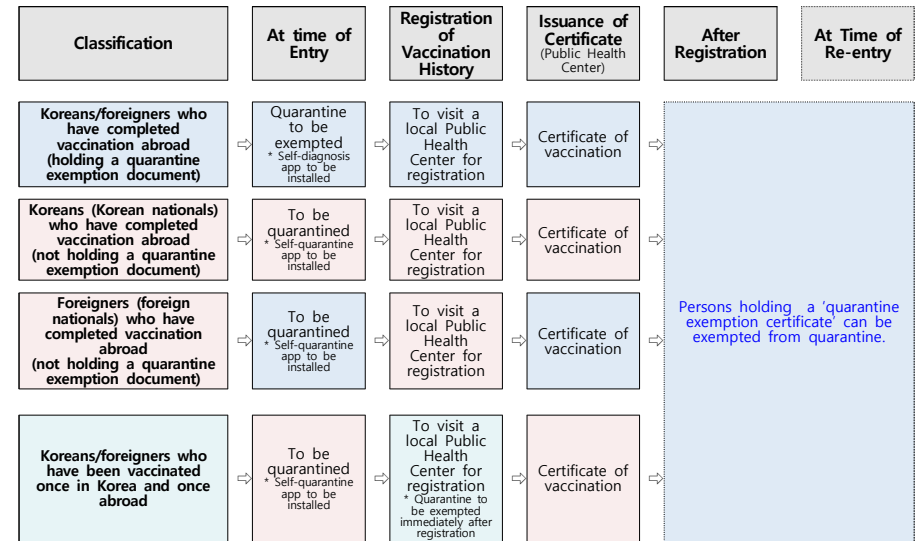 Classification
At time of
Entry
Registration
of
Vaccination
History
Issuance of
Certificate
(Public Health
Center)
After
Registration
At Time of
Re-entry
Koreans/foreigners who
have completed
vaccination abroad
(holding a quarantine
exemption document)
Quarantine
to be
exempted
* Self-diagnosis
app to be
installed
To visit a
local Public
Health
Center for
registration
Certificate of
vaccination
Koreans (Korean nationals)
who have completed
vaccination abroad
(not holding a quarantine
exemption document)
To be
quarantined
* Self-quarantine
app to be
installed
To visit a
local Public
Health
Center for
registration
Certificate of
vaccination
Foreigners (foreign
nationals) who have
completed vaccination
abroad
(not holding a quarantine
exemption document)
To be
quarantined
* Self-quarantine
app to be
installed
To visit a
local Public
Health
Center for
registration
Certificate of
vaccination
Persons holding a 'quarantine
exemption certificate' can be
exempted from quarantine.
Koreans/foreigners who
have been vaccinated
once in Korea and once
abroad
To be
quarantined
* Self-quarantine
app to be
installed
To visit a
local Public
Health
Center for
registration
* Quarantine to
be exempted
immediately after
registration
Certificate of
vaccination